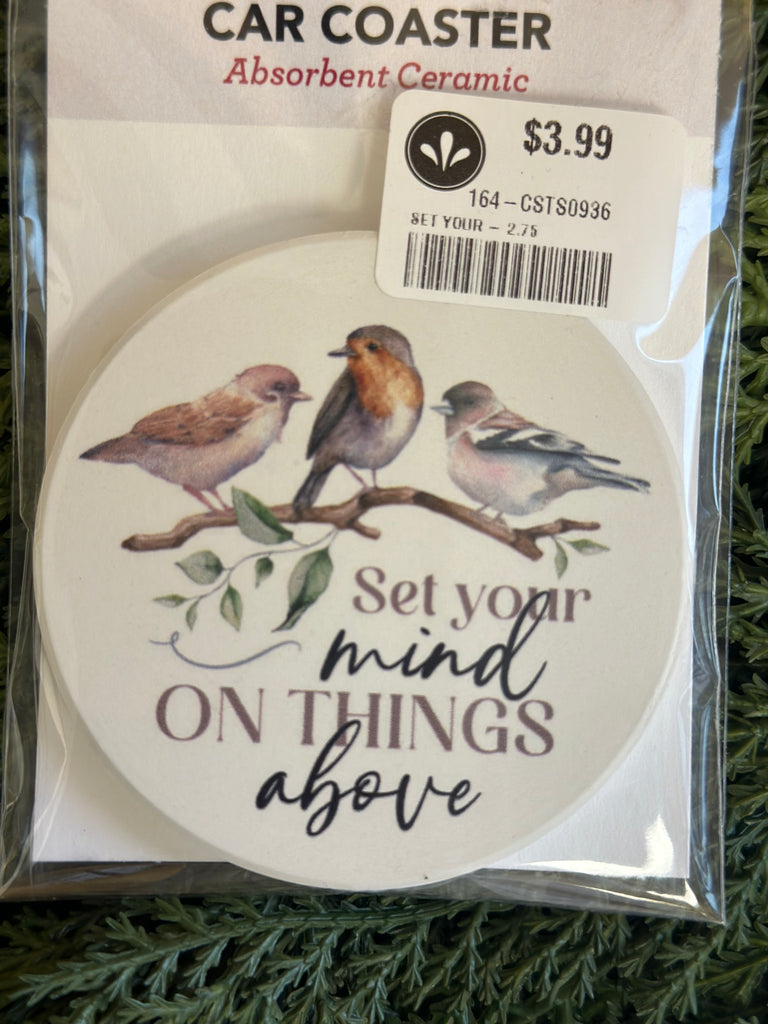 CAR COASTER
Absorbent Ceramic
$3.99
164-CSTS0936
SET YOUR - 2.75
Set your
mind
ON THINGS
above